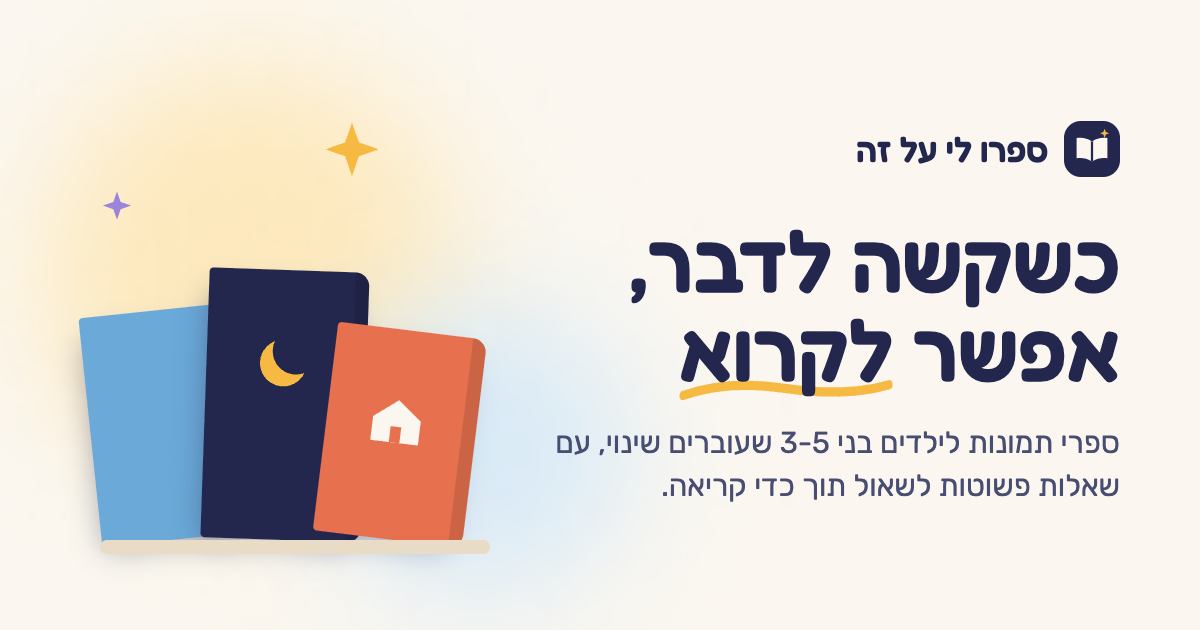 ספרו לי על זה
כשקשה לדבר,
אפשר לקרוא
ספרי תמונות לילדים בני 3-5 שעוברים שינוי, עם
שאלות פשוטות לשאול תוך כדי קריאה.